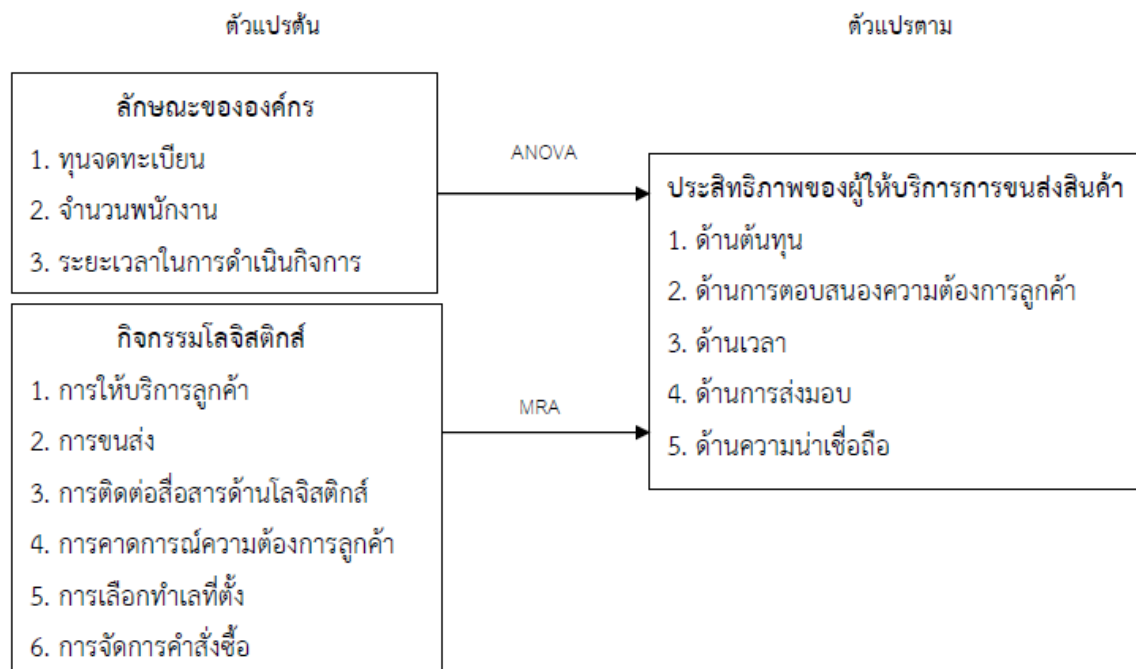 ตัวแปรต้น
ตัวแปรตาม
ลักษณะขององค์กร
1. ทุนจดทะเบียน
2. จำนวนพนักงาน
3. ระยะเวลาในการดำเนินกิจการ
ANOVA
กิจกรรมโลจิสติกส์
1. การให้บริการลูกค้า
2. การขนส่ง
3. การติดต่อสื่อสารด้านโลจิสติกส์
4. การคาดการณ์ความต้องการลูกค้า
5. การเลือกทำเลที่ตั้ง
6. การจัดการคำสั่งซื้อ
MRA
ประสิทธิภาพของผู้ให้บริการการขนส่งสินค้า
1. ด้านต้นทุน
2. ด้านการตอบสนองความต้องการลูกค้า
3. ด้านเวลา
4. ด้านการส่งมอบ
5. ด้านความน่าเชื่อถือ